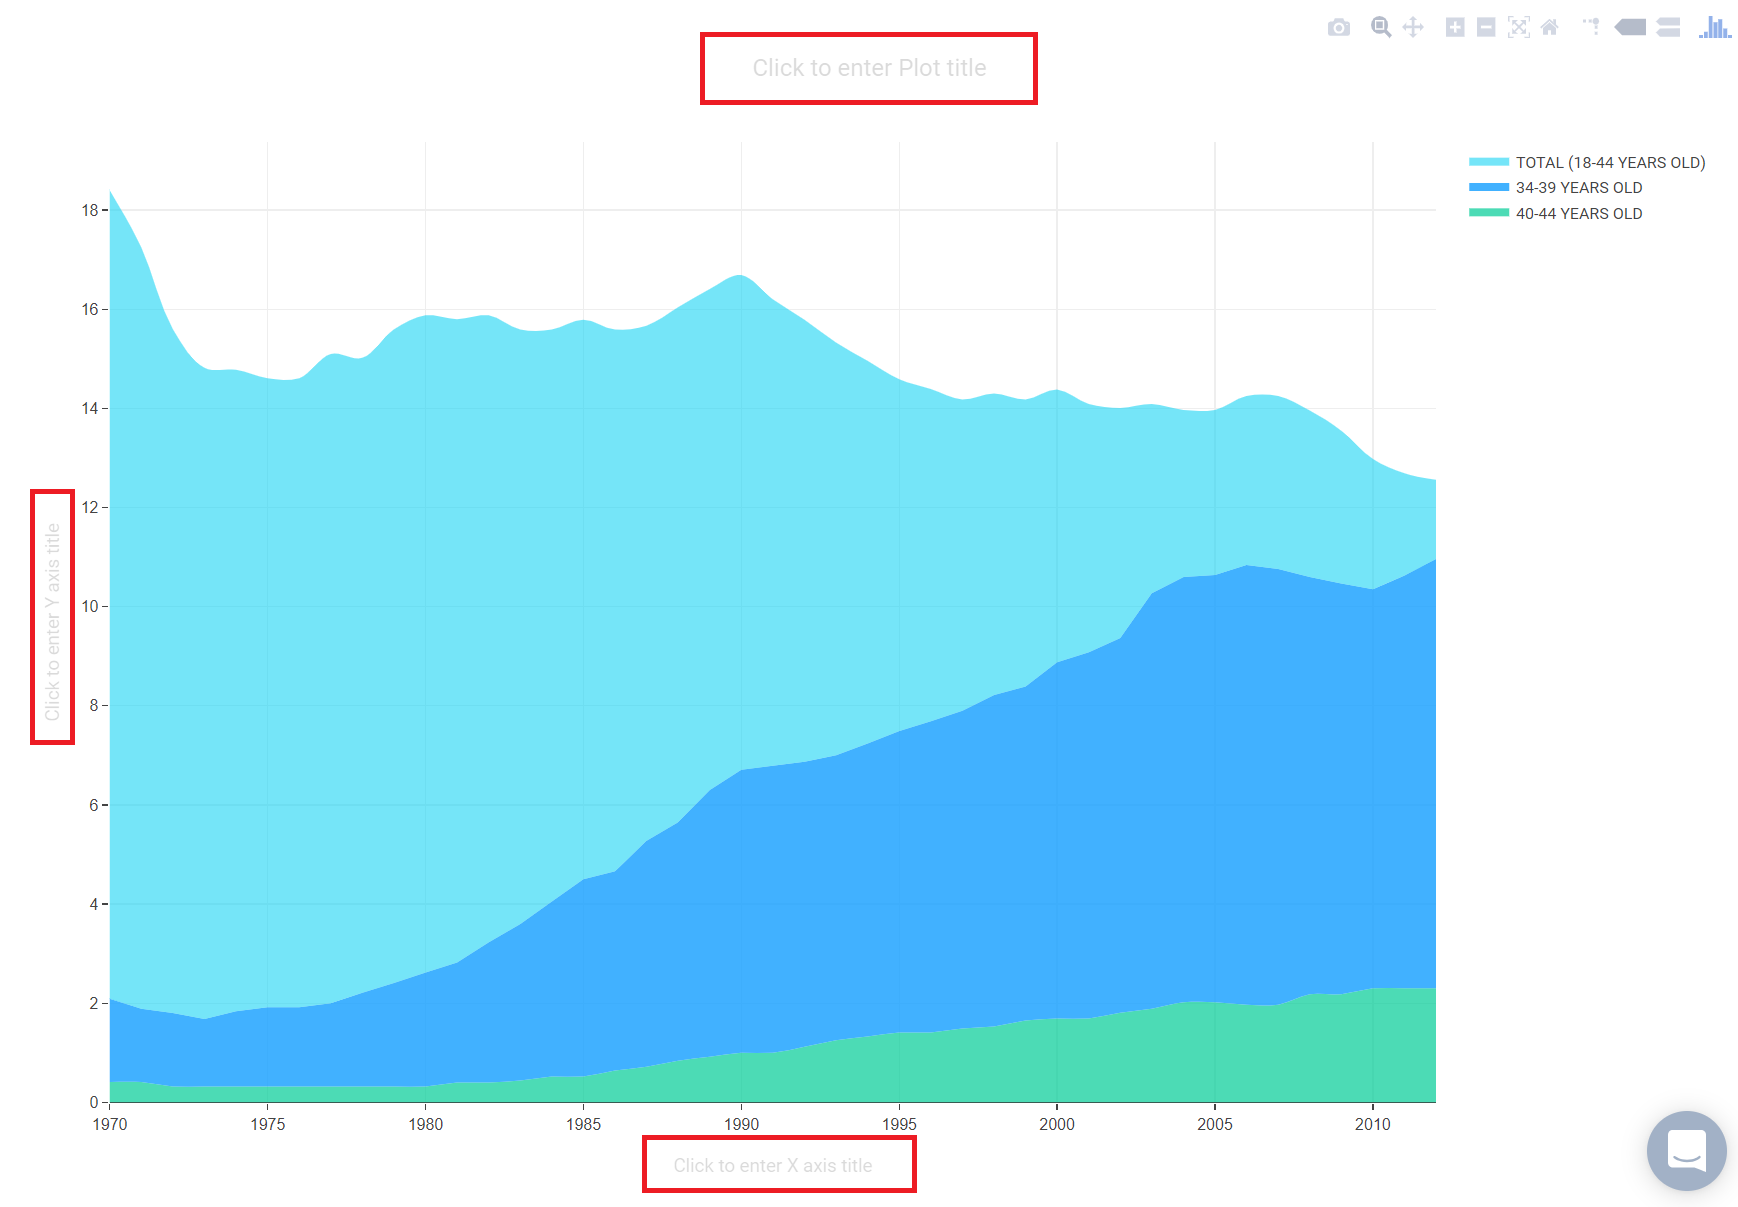 Click to enter Plot title
TOTAL (18-44 YEARS OLD)
34-39 YEARS OLD
40-44 YEARS OLD
18
16
14
12
10
8
6
4
2
0
Click to enter Y axis title
1970 1975 1980 1985 1990 1995 2000 2005 2010
Click to enter X axis title